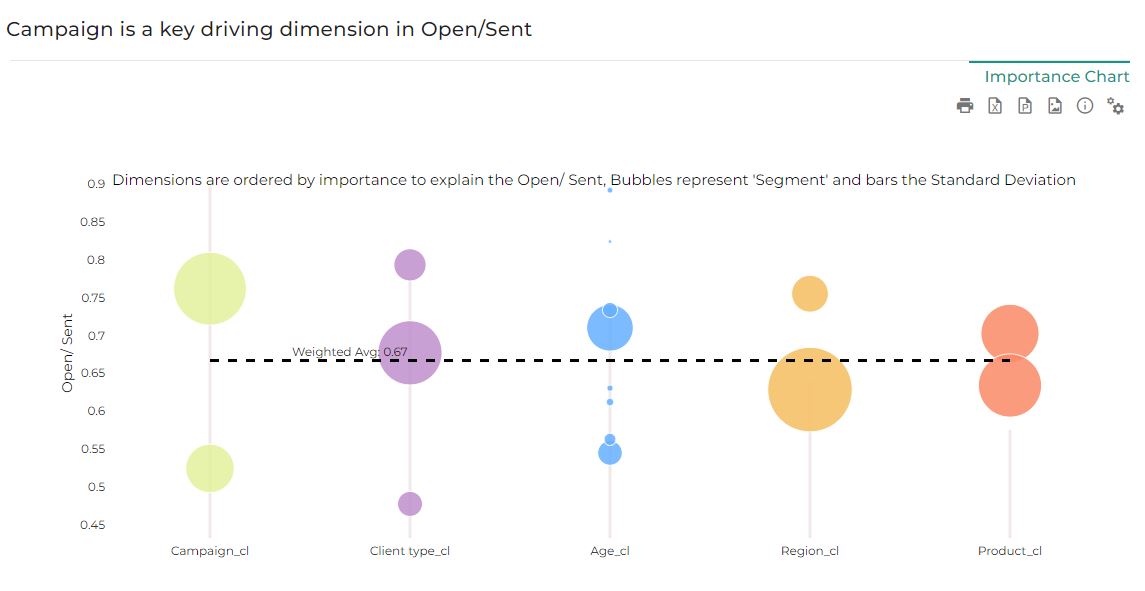 Campaign is a key driving dimension in Open/Sent
Importance Chart
Dimensions are ordered by importance to explain the Open/ Sent, Bubbles represent 'Segment' and bars the Standard Deviation
0.9
0.85
0.8
0.75
0.7
0.65
0.6
0.55
0.5
0.45
Open/ Sent
Weighted Avg: 0.67
Campaign_cl
Client type_cl
Age_cl
Region_cl
Product_cl